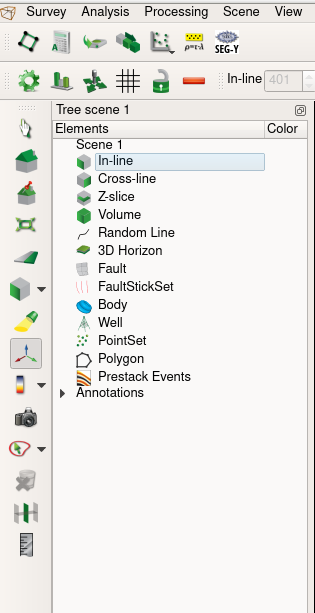 Survey Analysis Processing Scene View
ρ=f(x,y)
SEG-Y
In-line 401
Tree scene 1
Elements Color
Scene 1
In-line
Cross-line
Z-slice
Volume
Random Line
3D Horizon
Fault
FaultStickSet
Body
Well
PointSet
Polygon
Prestack Events
Annotations